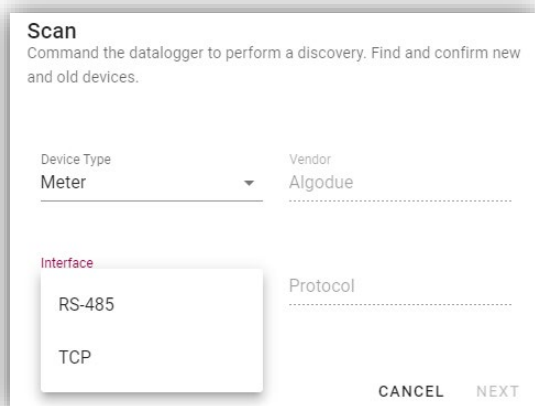 Scan
Command the datalogger to perform a discovery. Find and confirm new
and old devices.
Device Type
Meter
Vendor
Algodue
Interface
RS-485
TCP
Protocol
CANCEL NEXT